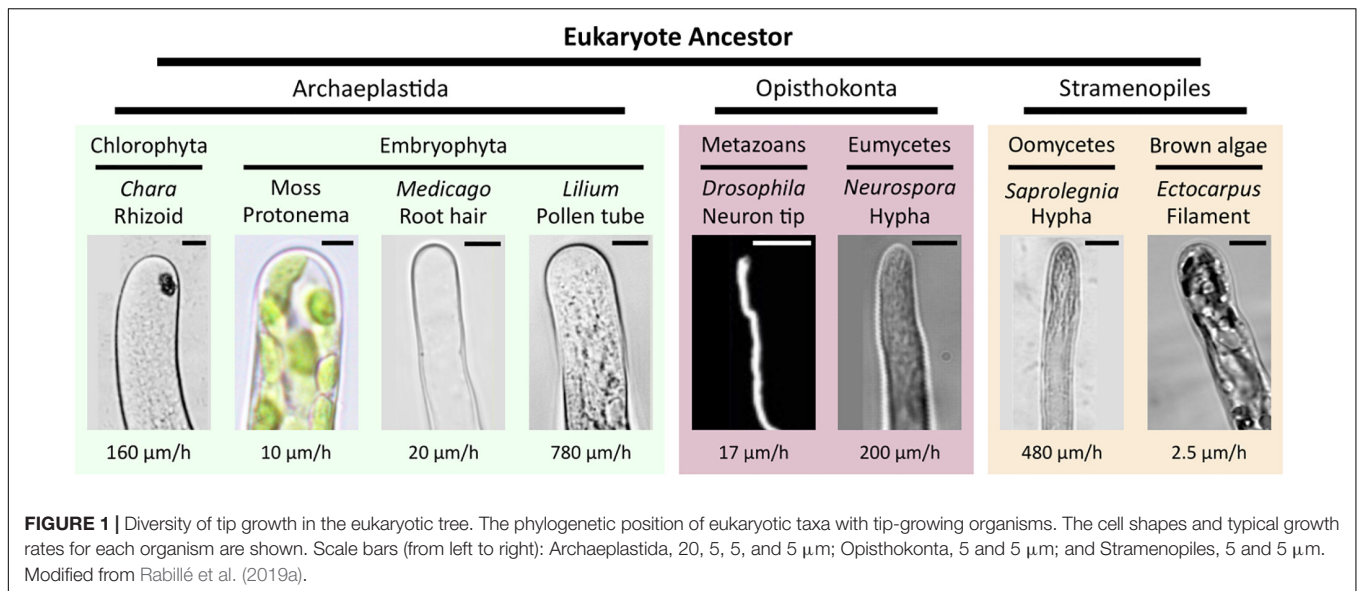 Eukaryote Ancestor
Archaeplastida Opisthokonta Stramenopiles
Chlorophyta Embryophyta Metazoans Eumycetes Oomycetes Brown algae
Chara Moss Medicago Lilium Drosophila Neurospora Saprolegnia Ectocarpus
Rhizoid Protonema Root hair Pollen tube Neuron tip Hypha Hypha Filament
160 µm/h 10 µm/h 20 µm/h 780 µm/h 17 µm/h 200 µm/h 480 µm/h 2.5 µm/h
FIGURE 1 | Diversity of tip growth in the eukaryotic tree. The phylogenetic position of eukaryotic taxa with tip-growing organisms. The cell shapes and typical growth
rates for each organism are shown. Scale bars (from left to right): Archaeplastida, 20, 5, 5, and 5 µm; Opisthokonta, 5 and 5 µm; and Stramenopiles, 5 and 5 µm.
Modified from Rabillé et al. (2019a).